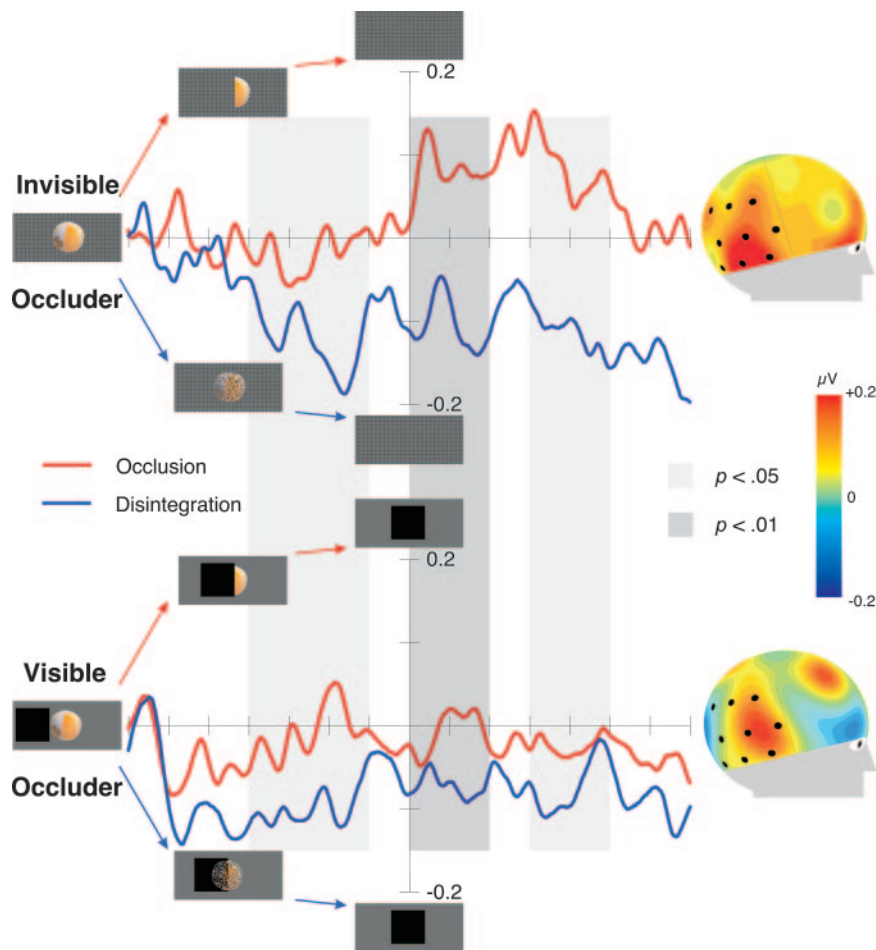 0.2
Invisible
Occluder
-0.2
Occlusion
Disintegration
p < .05
p < .01
µV
+0.2
0
-0.2
0.2
Visible
Occluder
-0.2